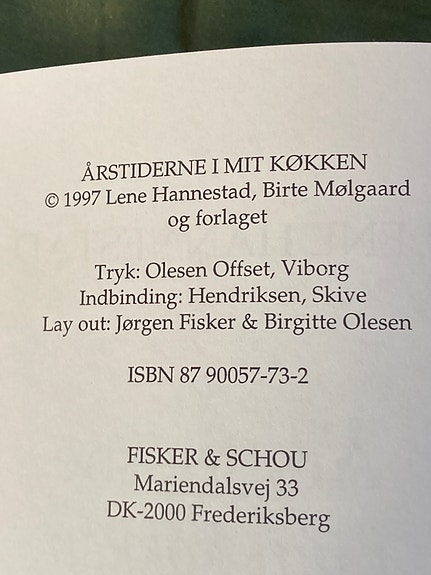 ÅRSTIDERNE I MIT KØKKEN
© 1997 Lene Hannestad, Birte Mølgaard
og forlaget
Tryk: Olesen Offset, Viborg
Indbinding: Hendriksen, Skive
Lay out: Jørgen Fisker & Birgitte Olesen
ISBN 87 90057-73-2
FISKER & SCHOU
Mariendalsvej 33
DK-2000 Frederiksberg